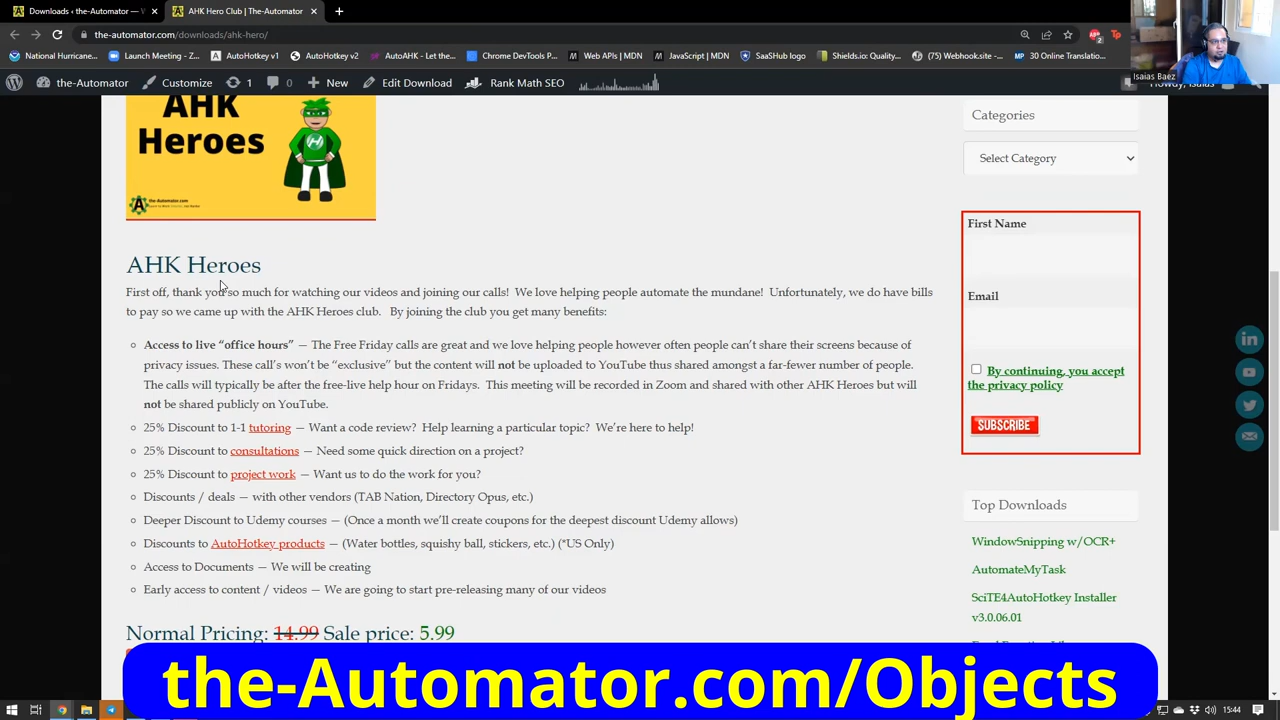 Downloads ‹ the-Automator — V
AHK Hero Club | The-Automator
the-automator.com/downloads/ahk-hero/
National Hurricane...
Launch Meeting - Z...
AutoHotkey v1
AutoHotkey v2
AutoAHK - Let the...
Chrome DevTools P...
Web APIs | MDN
JavaScript | MDN
SaaSHub logo
Shields.io: Quality...
(75) Webhook.site -...
30 Online Translatio...
Isaias Baez
the-Automator
Customize
3
0
New
Edit Download
Rank Math SEO
Howdy, Isaias
AHK
Heroes
the-Automator.com
AHK Heroes
First off, thank you so much for watching our videos and joining our calls! We love helping people automate the mundane! Unfortunately, we do have bills
to pay so we came up with the AHK Heroes club. By joining the club you get many benefits:
Access to live “office hours” — The Free Friday calls are great and we love helping people however often people can’t share their screens because of
privacy issues. These call’s won’t be “exclusive” but the content will not be uploaded to YouTube thus shared amongst a far-fewer number of people.
The calls will typically be after the free-live help hour on Fridays. This meeting will be recorded in Zoom and shared with other AHK Heroes but will
not be shared publicly on YouTube.
25% Discount to 1-1 tutoring — Want a code review? Help learning a particular topic? We’re here to help!
25% Discount to consultations — Need some quick direction on a project?
25% Discount to project work — Want us to do the work for you?
Discounts / deals — with other vendors (TAB Nation, Directory Opus, etc.)
Deeper Discount to Udemy courses — (Once a month we’ll create coupons for the deepest discount Udemy allows)
Discounts to AutoHotkey products — (Water bottles, squishy ball, stickers, etc.) (*US Only)
Access to Documents — We will be creating
Early access to content / videos — We are going to start pre-releasing many of our videos
Normal Pricing: 14.99 Sale price: 5.99
Categories
Select Category
First Name
Email
By continuing, you accept
the privacy policy
SUBSCRIBE
Top Downloads
WindowSnipping w/OCR+
AutomateMyTask
SciTE4AutoHotkey Installer
v3.0.06.01
the-Automator.com/Objects
15:44